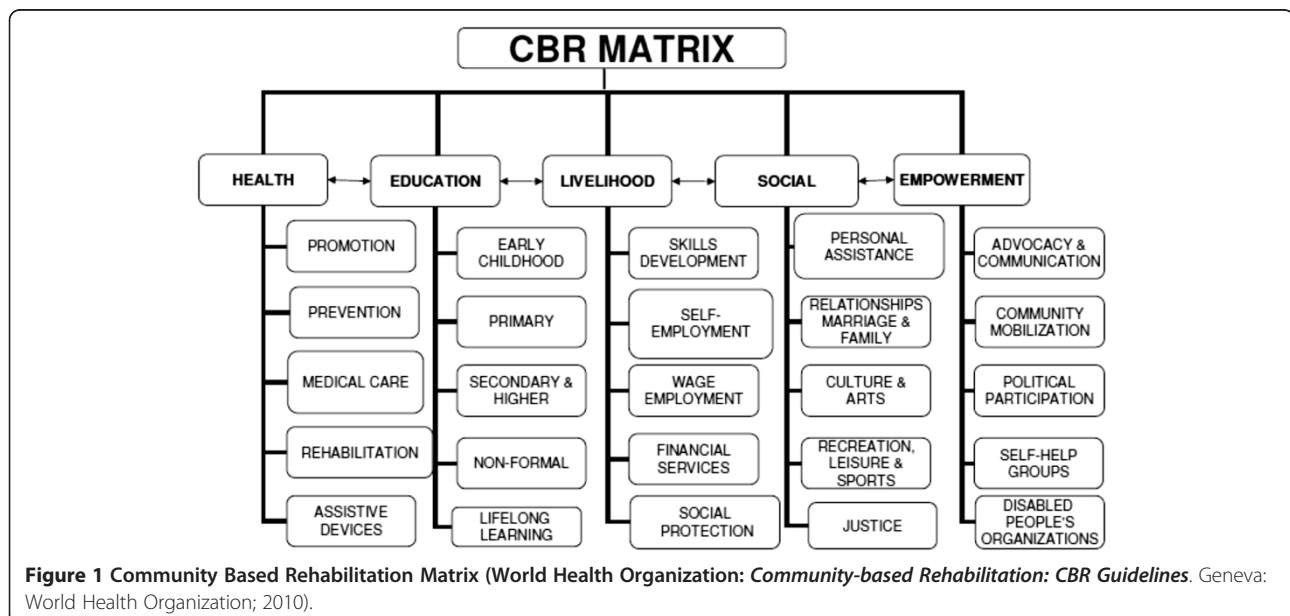 CBR MATRIX
HEALTH
EDUCATION
LIVELIHOOD
SOCIAL
EMPOWERMENT
PROMOTION
PREVENTION
MEDICAL CARE
REHABILITATION
ASSISTIVE
DEVICES
EARLY
CHILDHOOD
PRIMARY
SECONDARY &
HIGHER
NON-FORMAL
LIFELONG
LEARNING
SKILLS
DEVELOPMENT
SELF-
EMPLOYMENT
WAGE
EMPLOYMENT
FINANCIAL
SERVICES
SOCIAL
PROTECTION
PERSONAL
ASSISTANCE
RELATIONSHIPS
MARRIAGE &
FAMILY
CULTURE &
ARTS
RECREATION,
LEISURE &
SPORTS
JUSTICE
ADVOCACY &
COMMUNICATION
COMMUNITY
MOBILIZATION
POLITICAL
PARTICIPATION
SELF-HELP
GROUPS
DISABLED
PEOPLE'S
ORGANIZATIONS
Figure 1 Community Based Rehabilitation Matrix (World Health Organization: Community-based Rehabilitation: CBR Guidelines. Geneva:
World Health Organization; 2010).